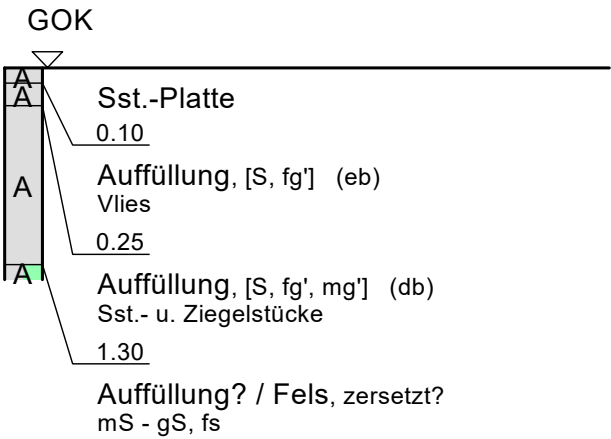 GOK
A
A
Sst.-Platte
0.10
A
Auffüllung, [S, fg'] (eb)
Vlies
0.25
A
Auffüllung, [S, fg', mg'] (db)
Sst.- u. Ziegelstücke
1.30
Auffüllung? / Fels, zersetzt?
mS - gS, fs